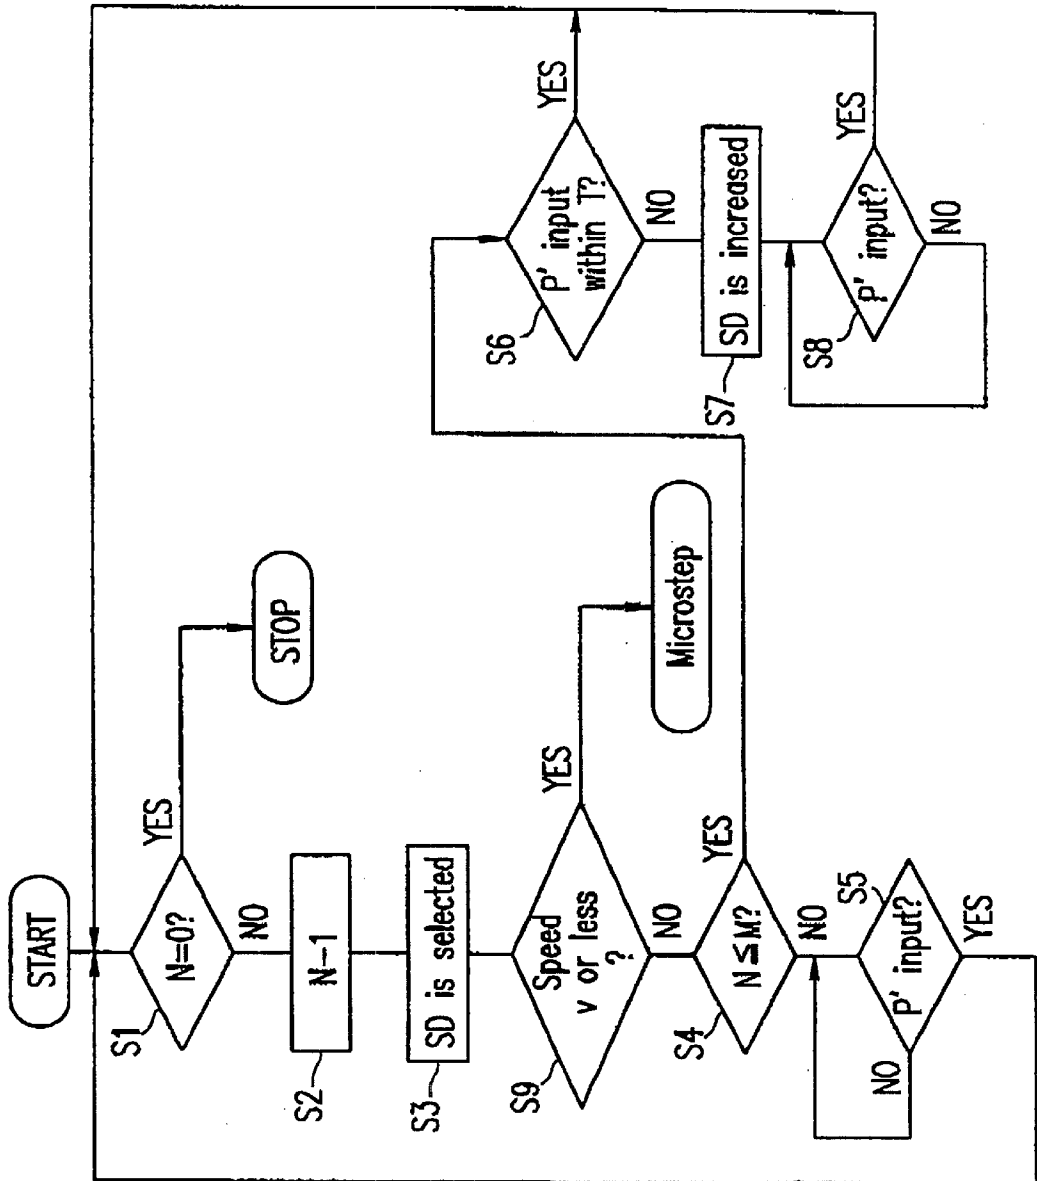 START
S1
N=0?
YES
STOP
NO
S2
N-1
S3
SD is selected
S9
Speed
v or less
?
YES
Microstep
NO
S4
N≦M?
YES
NO
S5
P' input?
NO
YES
S6
P' input
within T?
YES
NO
S7
SD is increased
S8
P' input?
YES
NO